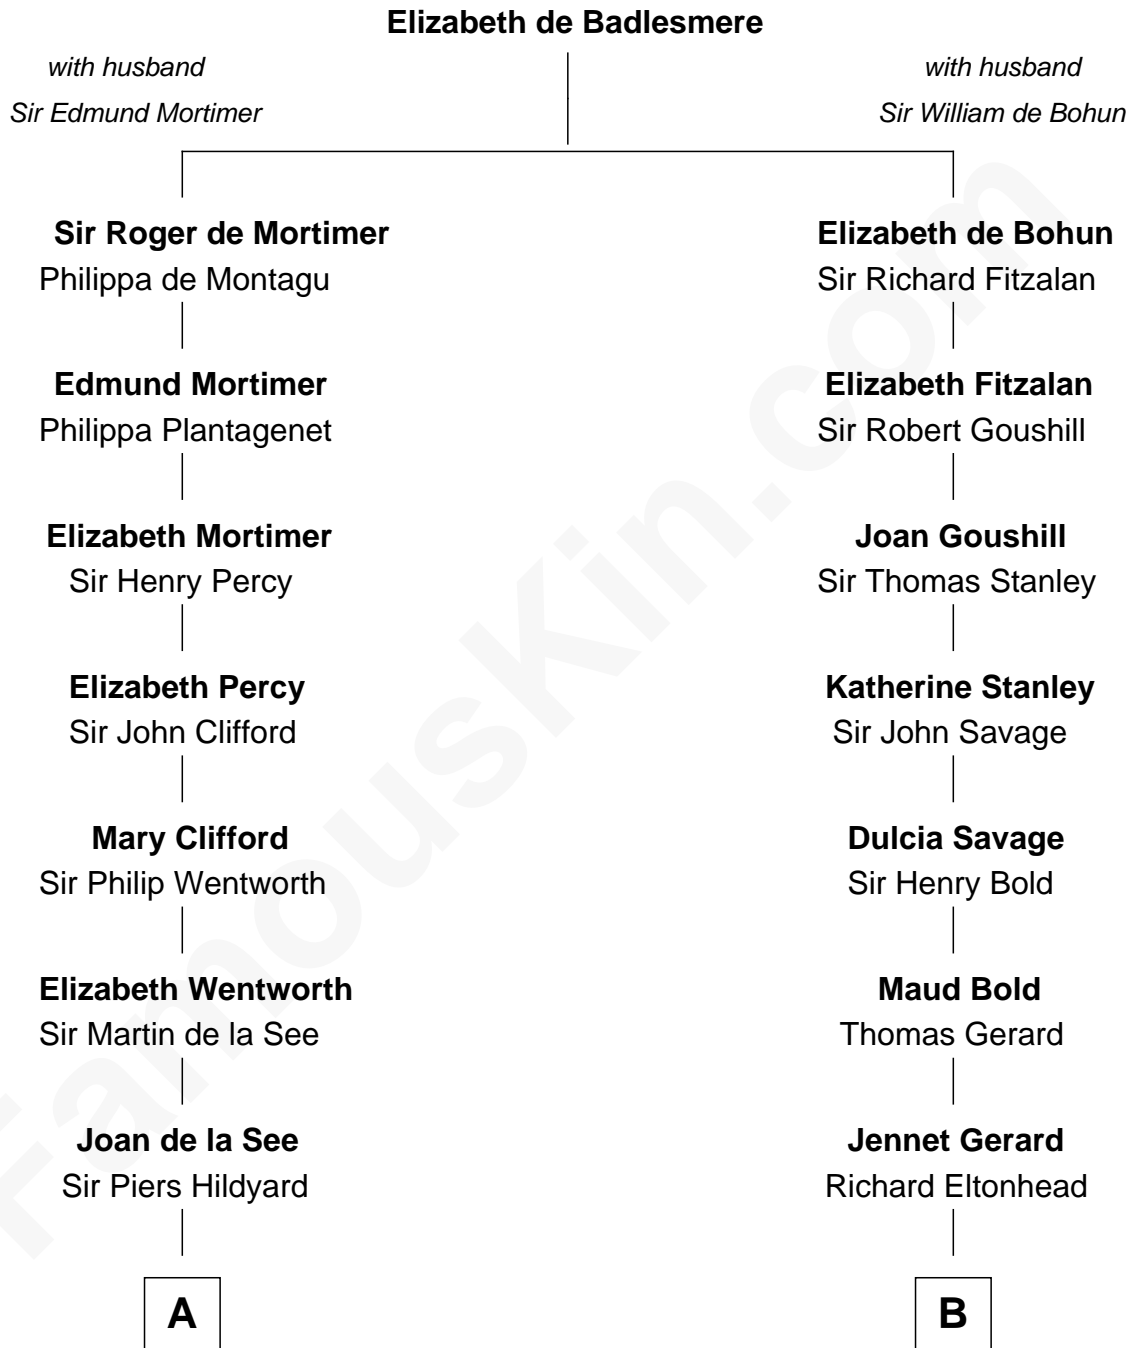 Elizabeth de Badlesmere
with husband
Sir Edmund Mortimer
with husband
Sir William de Bohun
Sir Roger de Mortimer
Philippa de Montagu
Elizabeth de Bohun
Sir Richard Fitzalan
Edmund Mortimer
Philippa Plantagenet
Elizabeth Fitzalan
Sir Robert Goushill
Elizabeth Mortimer
Sir Henry Percy
Joan Goushill
Sir Thomas Stanley
Elizabeth Percy
Sir John Clifford
Katherine Stanley
Sir John Savage
Mary Clifford
Sir Philip Wentworth
Dulcia Savage
Sir Henry Bold
Elizabeth Wentworth
Sir Martin de la See
Maud Bold
Thomas Gerard
Joan de la See
Sir Piers Hildyard
Jennet Gerard
Richard Eltonhead
A
B
FamousKin.com